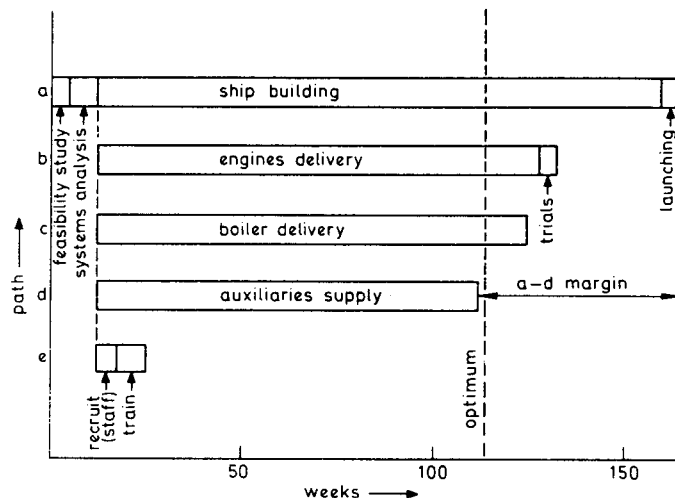 a
ship building
feasibility study
systems analysis
launching
b
engines delivery
trials
c
boiler delivery
d
auxiliaries supply
a-d margin
path
e
recruit
(staff)
train
optimum
50
100
150
weeks